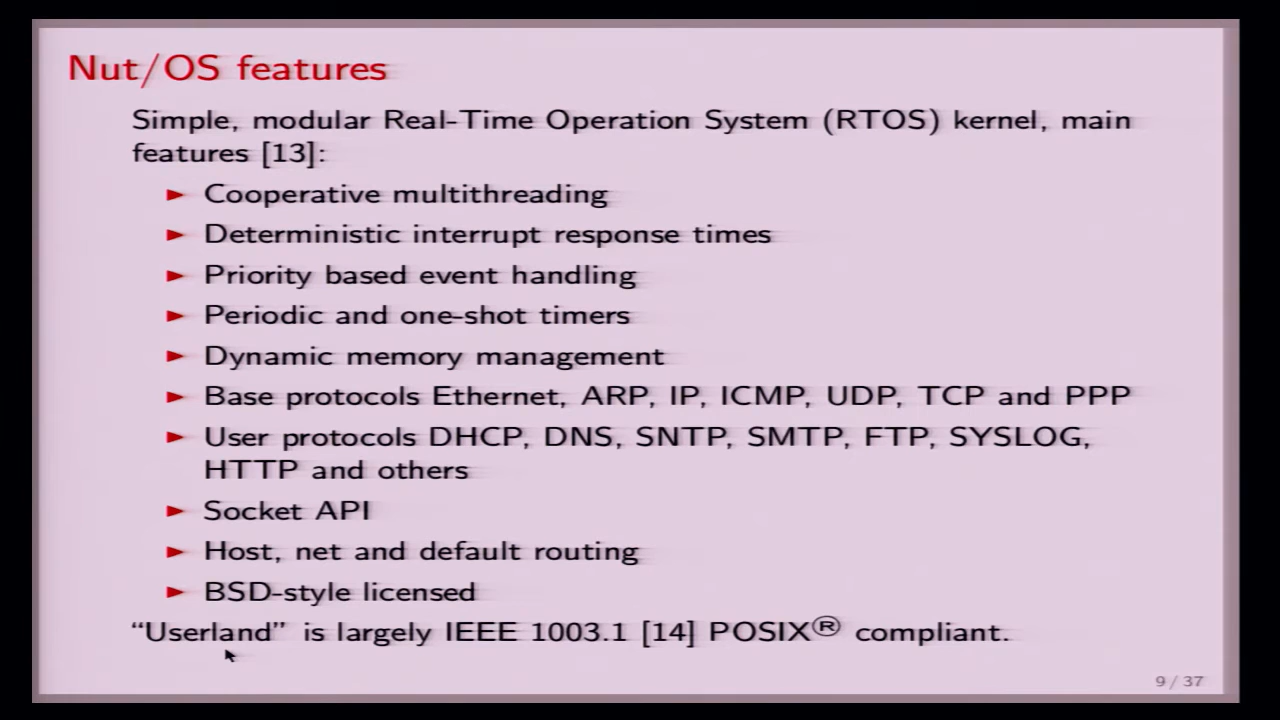 Nut/OS features
Simple, modular Real-Time Operation System (RTOS) kernel, main
features [13]:
► Cooperative multithreading
► Deterministic interrupt response times
► Priority based event handling
► Periodic and one-shot timers
► Dynamic memory management
► Base protocols Ethernet, ARP, IP, ICMP, UDP, TCP and PPP
► User protocols DHCP, DNS, SNTP, SMTP, FTP, SYSLOG,
HTTP and others
► Socket API
► Host, net and default routing
► BSD-style licensed
“Userland” is largely IEEE 1003.1 [14] POSIX® compliant.
9 / 37